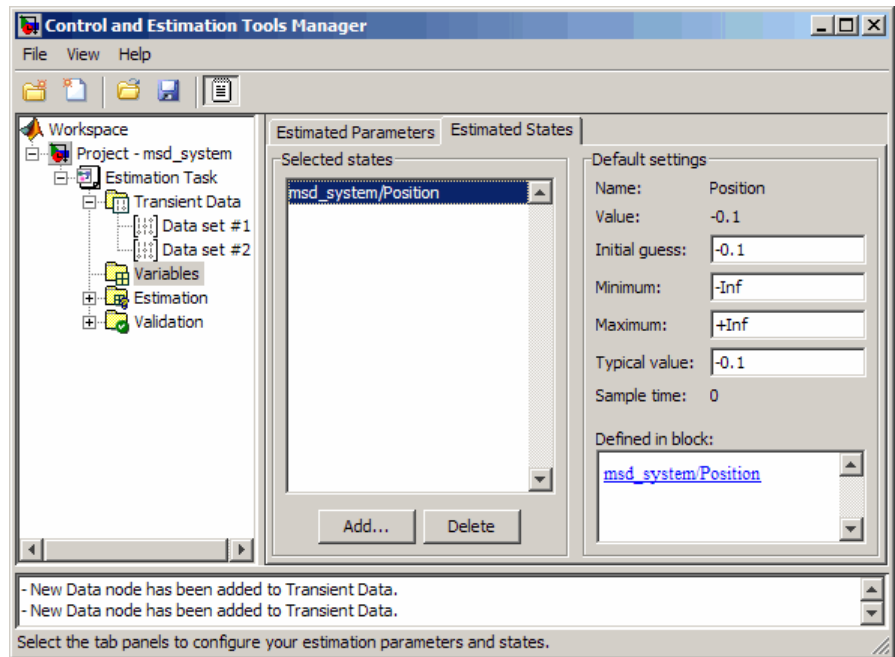 Control and Estimation Tools Manager
File View Help
Workspace
Project - msd_system
Estimation Task
Transient Data
Data set #1
Data set #2
Variables
Estimation
Validation
Estimated Parameters Estimated States
Selected states
msd_system/Position
Add... Delete
Default settings
Name: Position
Value: -0.1
Initial guess: -0.1
Minimum: -Inf
Maximum: +Inf
Typical value: -0.1
Sample time: 0
Defined in block:
msd_system/Position
- New Data node has been added to Transient Data.
- New Data node has been added to Transient Data.
Select the tab panels to configure your estimation parameters and states.